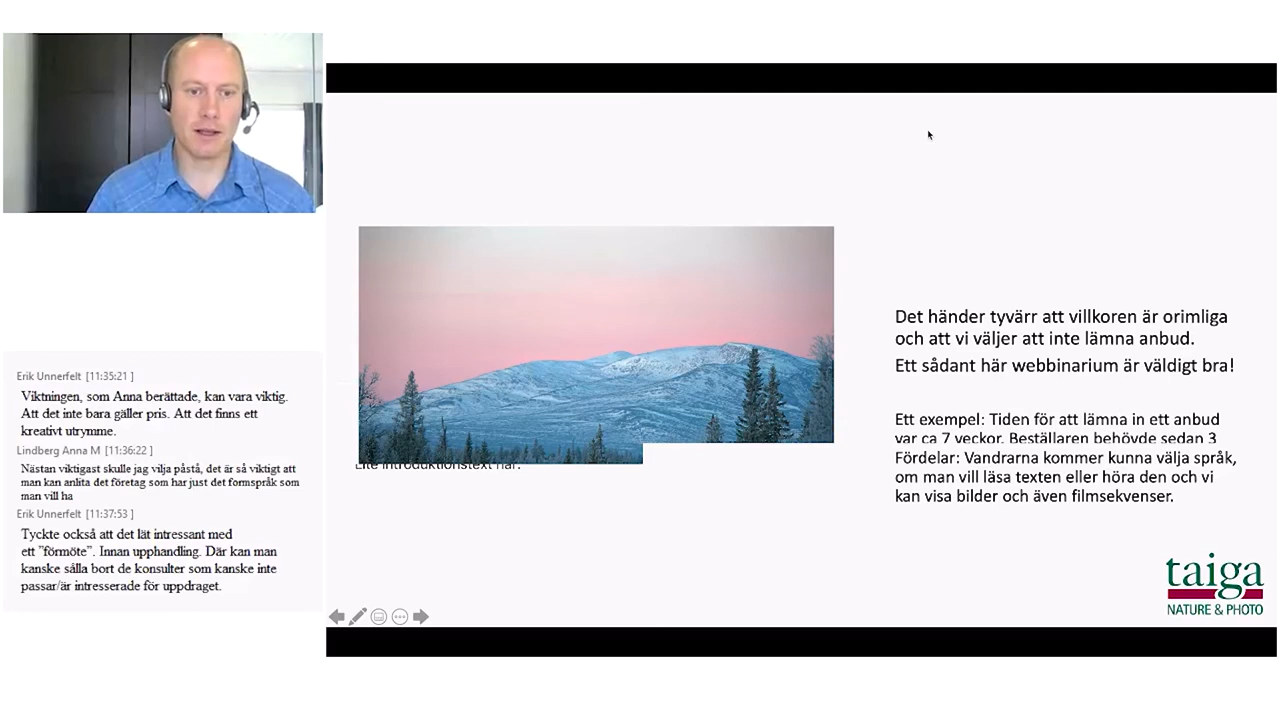 Erik Unnerfelt [11:35:21 ]
Viktningen, som Anna berättade, kan vara viktig.
Att det inte bara gäller pris. Att det finns ett
kreativt utrymme.
Lindberg Anna M [11:36:22 ]
Nästan viktigast skulle jag vilja påstå, det är så viktigt att
man kan anlita det företag som har just det formspråk som
man vill ha
Erik Unnerfelt [11:37:53 ]
Tyckte också att det lät intressant med
ett ”förmöte”. Innan upphandling. Där kan man
kanske sålla bort de konsulter som kanske inte
passar/är intresserade för uppdraget.
introduktionstext här.
Det händer tyvärr att villkoren är orimliga
och att vi väljer att inte lämna anbud.
Ett sådant här webbinarium är väldigt bra!
Ett exempel: Tiden för att lämna in ett anbud
var ca 7 veckor. Beställaren behövde sedan 3
Fördelar: Vandrarna kommer kunna välja språk,
om man vill läsa texten eller höra den och vi
kan visa bilder och även filmsekvenser.
taiga
NATURE & PHOTO